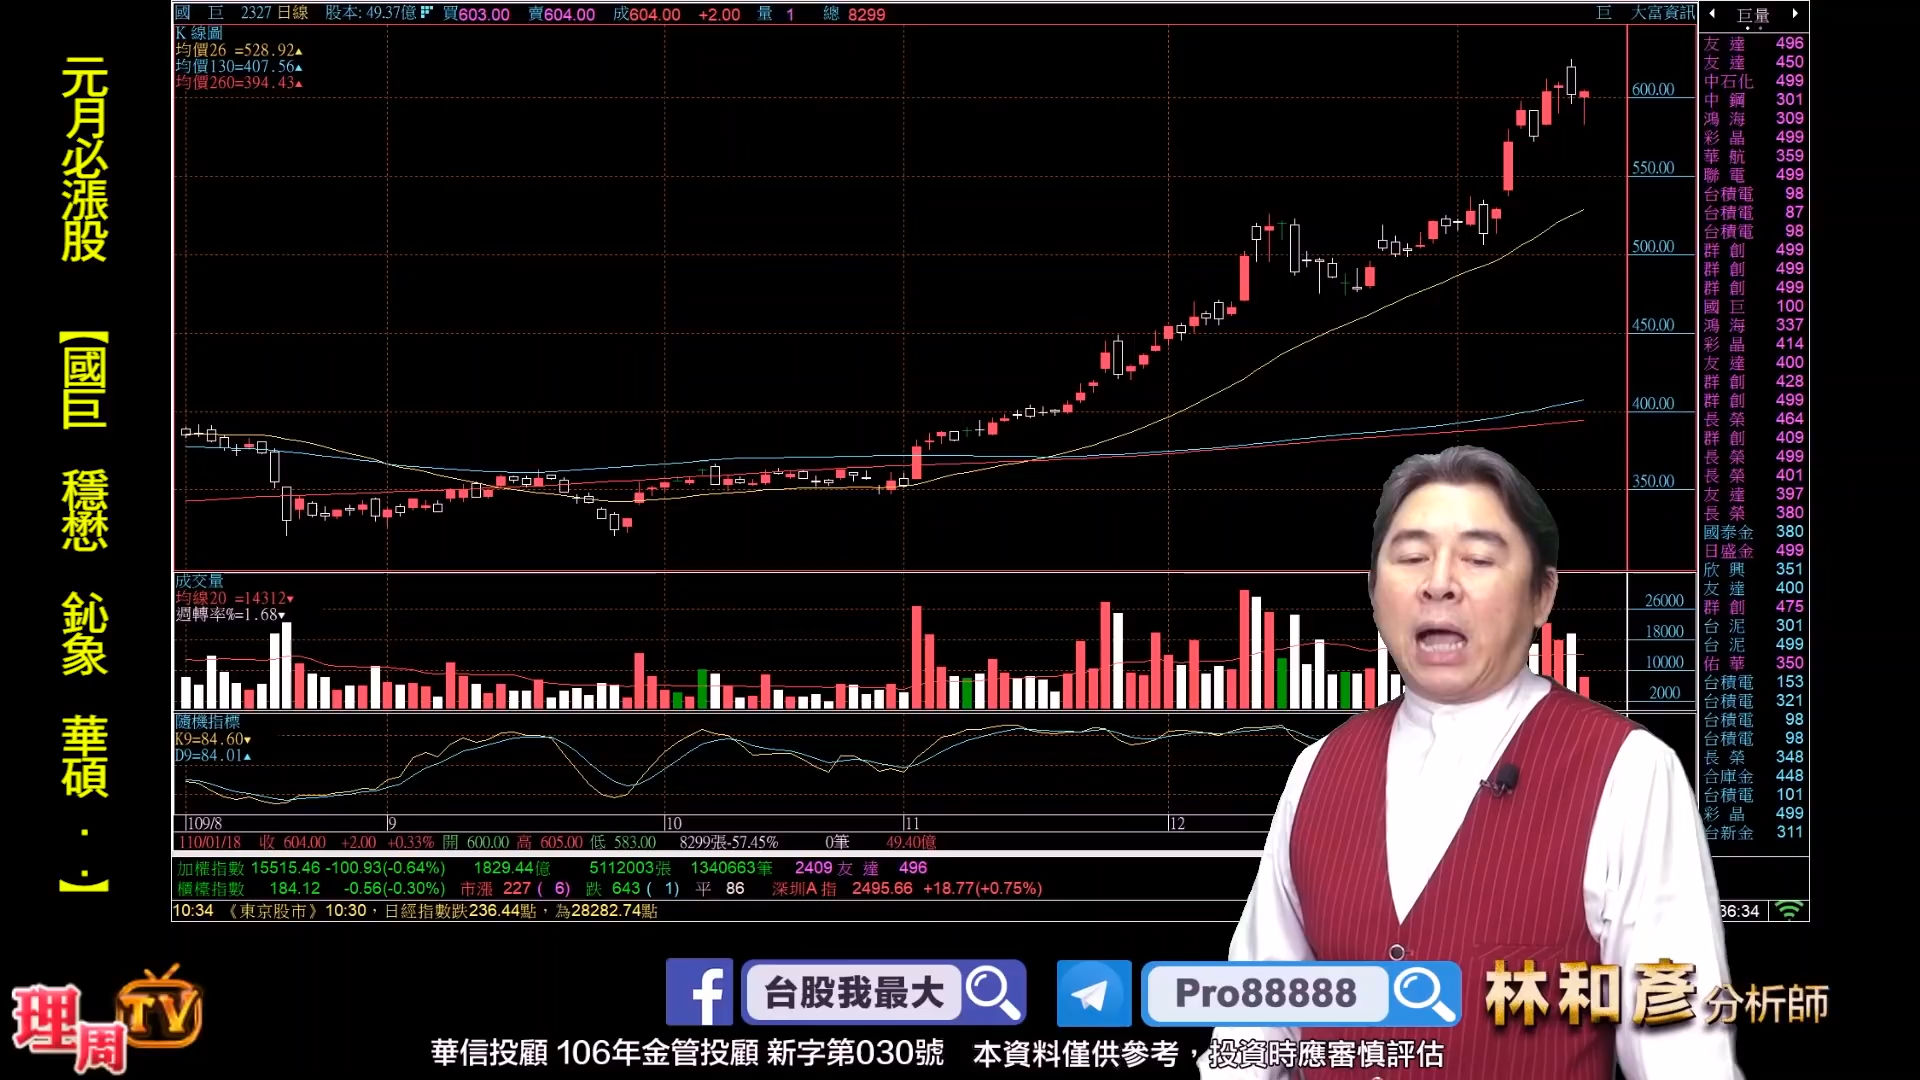 國 巨 2327 日線 股本: 49.37億 買603.00 賣604.00 成604.00 +2.00 量 1 總 8299 巨 大富資訊
K 線圖
均價26 =528.92▲
均價130=407.56▲
均價260=394.43▲
600.00
550.00
500.00
450.00
400.00
350.00
成交量
均線20 =14312▼
週轉率%=1.68▼
26000
18000
10000
2000
隨機指標
K9=84.60▼
D9=84.01▲
109/8 9 10 11 12
110/01/18 收 604.00 +2.00 +0.33% 開 600.00 高 605.00 低 583.00 8299張-57.45% 0筆 49.40億
加權指數 15515.46 -100.93(-0.64%) 1829.44億 5112003張 1340663筆 2409 友 達 496
櫃檯指數 184.12 -0.56(-0.30%) 市漲 227 ( 6) 跌 643 ( 1) 平 86 深圳A指 2495.66 +18.77(+0.75%)
10:34 《東京股市》10:30，日經指數跌236.44點，為28282.74點
36:34
巨量
友 達 496
友 達 450
中石化 499
中 鋼 301
鴻 海 309
彩 晶 499
華 航 359
聯 電 499
台積電 98
台積電 87
台積電 98
群 創 499
群 創 499
群 創 499
國 巨 100
鴻 海 337
彩 晶 414
友 達 400
群 創 428
群 創 499
長 榮 464
群 創 409
長 榮 499
長 榮 401
友 達 397
長 榮 380
國泰金 380
日盛金 499
欣 興 351
友 達 400
群 創 475
台 泥 301
台 泥 499
佑 華 350
台積電 153
台積電 321
台積電 98
台積電 98
長 榮 348
合庫金 448
台積電 101
彩 晶 499
台新金 311
元月必漲股 【國巨 穩懋 鈊象 華碩...】
理周TV
台股我最大
Pro88888
林和彥分析師
華信投顧 106年金管投顧 新字第030號 本資料僅供參考，投資時應審慎評估